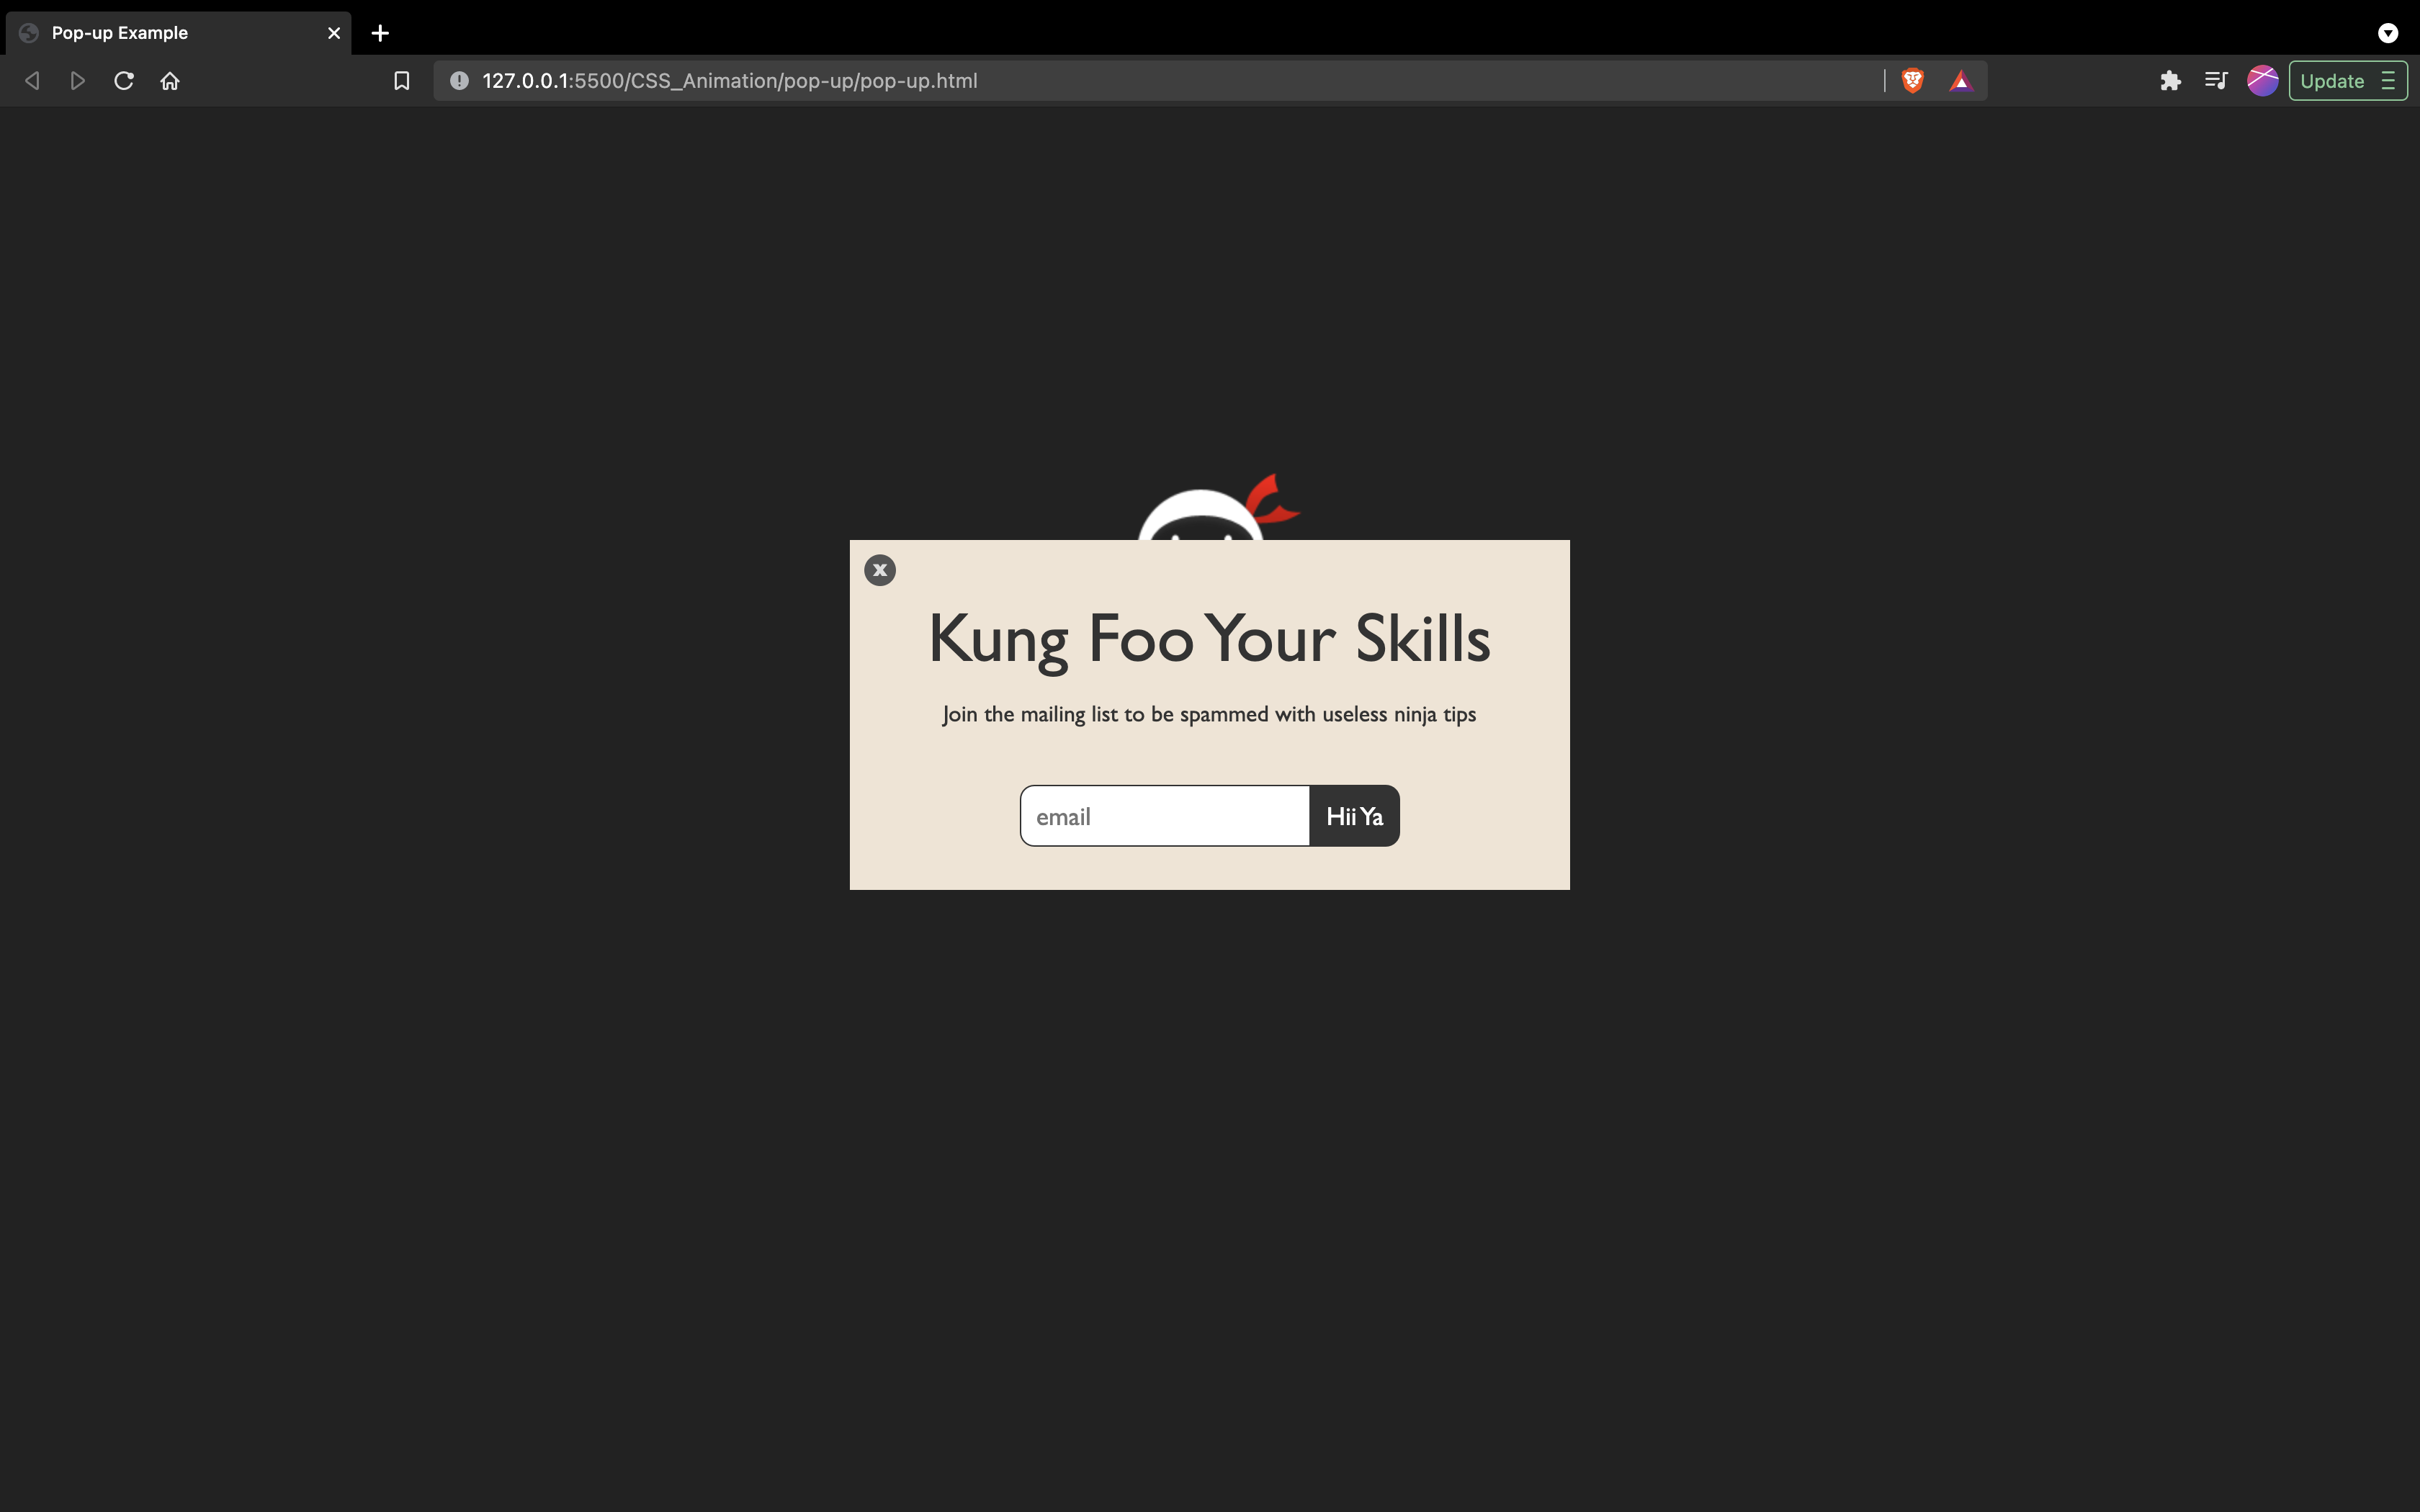 Pop-up Example
127.0.0.1:5500/CSS_Animation/pop-up/pop-up.html
Update
x
Kung Foo Your Skills
Join the mailing list to be spammed with useless ninja tips
email
Hii Ya